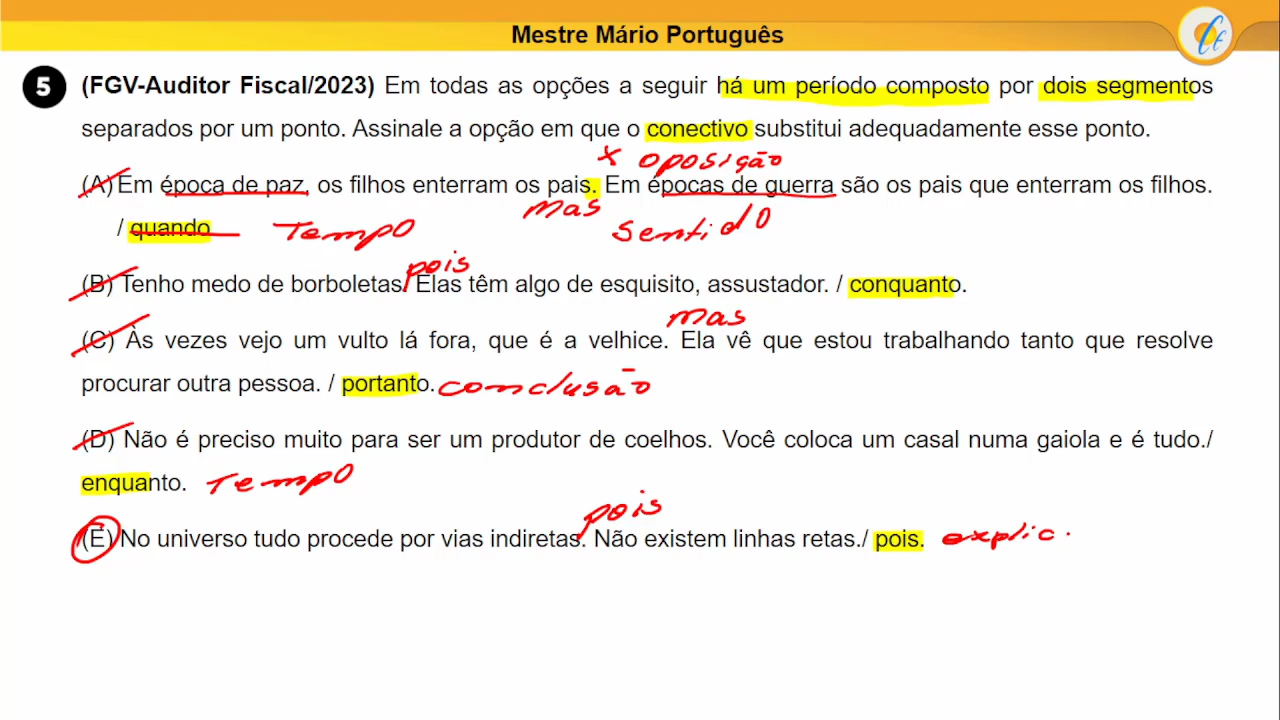 Mestre Mário Português
5 (FGV-Auditor Fiscal/2023) Em todas as opções a seguir há um período composto por dois segmentos
separados por um ponto. Assinale a opção em que o conectivo substitui adequadamente esse ponto.
x oposição
(A) Em época de paz, os filhos enterram os pais. Em épocas de guerra são os pais que enterram os filhos.
mas
/ quando Tempo sentido
pois
(B) Tenho medo de borboletas. Elas têm algo de esquisito, assustador. / conquanto.
mas
(C) Às vezes vejo um vulto lá fora, que é a velhice. Ela vê que estou trabalhando tanto que resolve
procurar outra pessoa. / portanto. conclusão
(D) Não é preciso muito para ser um produtor de coelhos. Você coloca um casal numa gaiola e é tudo./
enquanto. Tempo
pois
(E) No universo tudo procede por vias indiretas. Não existem linhas retas./ pois. explic.